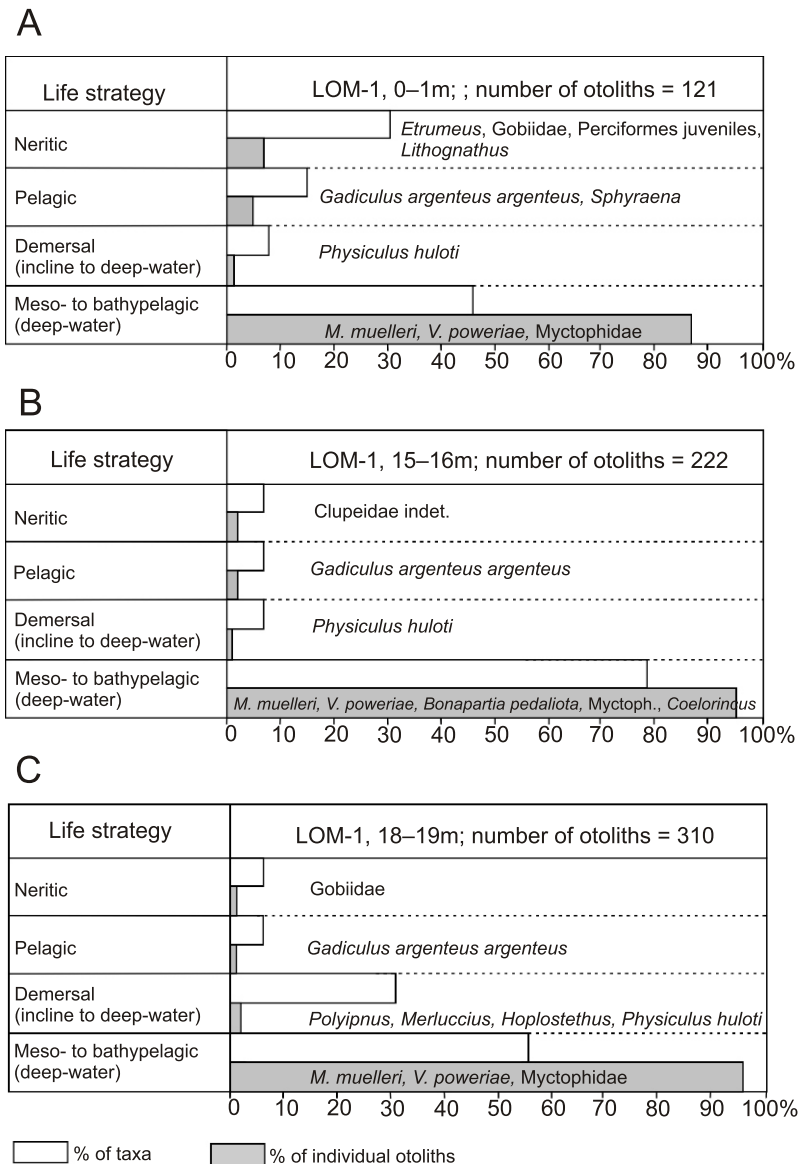 A
Life strategy
LOM-1, 0–1m; ; number of otoliths = 121
Neritic
Etrumeus, Gobiidae, Perciformes juveniles,
Lithognathus
Pelagic
Gadiculus argenteus argenteus, Sphyraena
Demersal
(incline to deep-water)
Physiculus huloti
Meso- to bathypelagic
(deep-water)
M. muelleri, V. poweriae, Myctophidae
0 10 20 30 40 50 60 70 80 90 100%
B
Life strategy
LOM-1, 15–16m; number of otoliths = 222
Neritic
Clupeidae indet.
Pelagic
Gadiculus argenteus argenteus
Demersal
(incline to deep-water)
Physiculus huloti
Meso- to bathypelagic
(deep-water)
M. muelleri, V. poweriae, Bonapartia pedaliota, Myctoph., Coelorincus
0 10 20 30 40 50 60 70 80 90 100%
C
Life strategy
LOM-1, 18–19m; number of otoliths = 310
Neritic
Gobiidae
Pelagic
Gadiculus argenteus argenteus
Demersal
(incline to deep-water)
Polyipnus, Merluccius, Hoplostethus, Physiculus huloti
Meso- to bathypelagic
(deep-water)
M. muelleri, V. poweriae, Myctophidae
0 10 20 30 40 50 60 70 80 90 100%
% of taxa
% of individual otoliths